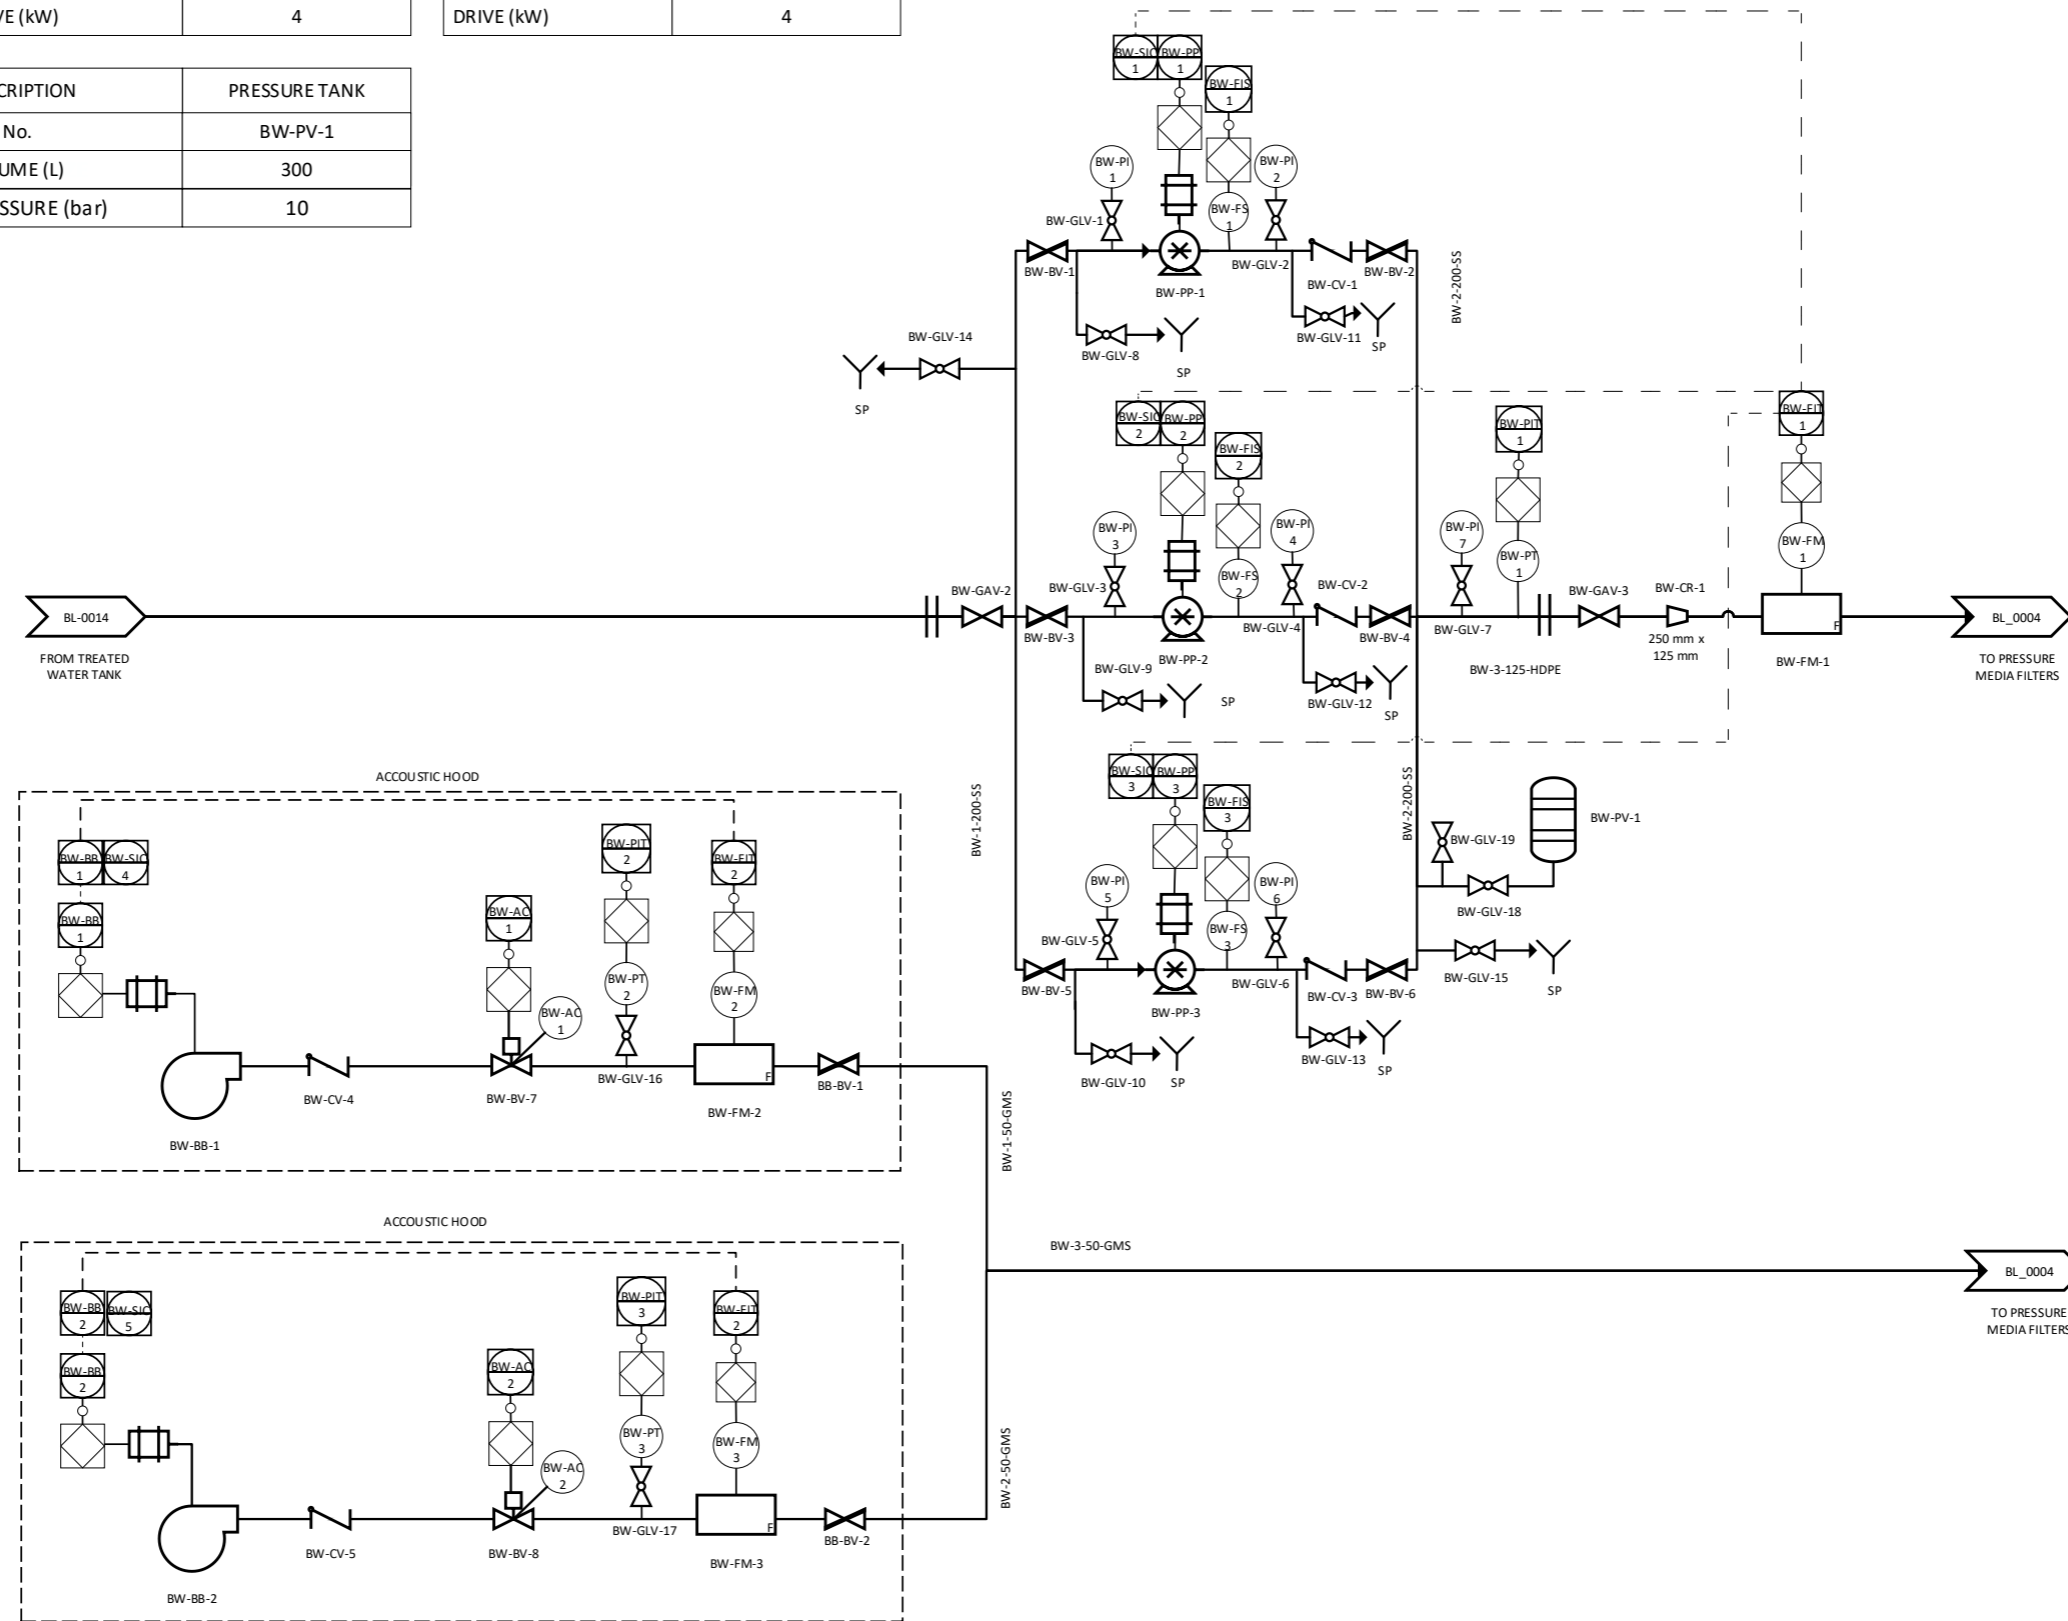 VE (kW) 4
DRIVE (kW) 4
CRIPTION PRESSURE TANK
No. BW-PV-1
UME (L) 300
SSURE (bar) 10
BW-SIC
1
BW-PP
1
BW-FIS
1
BW-PI
1
BW-PI
2
BW-FS
1
BW-GLV-1
BW-BV-1
BW-PP-1
BW-GLV-2
BW-CV-1
BW-BV-2
BW-2-200-SS
BW-GLV-8
SP
BW-GLV-11
SP
BW-GLV-14
SP
BW-SIC
2
BW-PP
2
BW-FIS
2
BW-PIT
1
BW-FIT
1
BW-PI
3
BW-PI
4
BW-FS
2
BW-PI
7
BW-PT
1
BW-FM
1
BL-0014
FROM TREATED
WATER TANK
BW-GAV-2
BW-GLV-3
BW-BV-3
BW-PP-2
BW-GLV-4
BW-CV-2
BW-BV-4
BW-GLV-7
BW-GAV-3
BW-CR-1
250 mm x
125 mm
BW-3-125-HDPE
F
BW-FM-1
BL_0004
TO PRESSURE
MEDIA FILTERS
BW-GLV-9
SP
BW-GLV-12
SP
BW-1-200-SS
BW-2-200-SS
BW-SIC
3
BW-PP
3
BW-FIS
3
BW-PI
5
BW-PI
6
BW-FS
3
BW-GLV-5
BW-BV-5
BW-PP-3
BW-GLV-6
BW-CV-3
BW-BV-6
BW-GLV-19
BW-PV-1
BW-GLV-18
BW-GLV-15
SP
BW-GLV-10
SP
BW-GLV-13
SP
ACCOUSTIC HOOD
BW-BB
1
BW-SIC
4
BW-BB
1
BW-AC
1
BW-PIT
2
BW-FIT
2
BW-AC
1
BW-PT
2
BW-FM
2
BW-BB-1
BW-CV-4
BW-BV-7
BW-GLV-16
F
BW-FM-2
BB-BV-1
BW-1-50-GMS
ACCOUSTIC HOOD
BW-BB
2
BW-SIC
5
BW-BB
2
BW-AC
2
BW-PIT
3
BW-FIT
2
BW-AC
2
BW-PT
3
BW-FM
3
BW-BB-2
BW-CV-5
BW-BV-8
BW-GLV-17
F
BW-FM-3
BB-BV-2
BW-2-50-GMS
BW-3-50-GMS
BL_0004
TO PRESSURE
MEDIA FILTERS